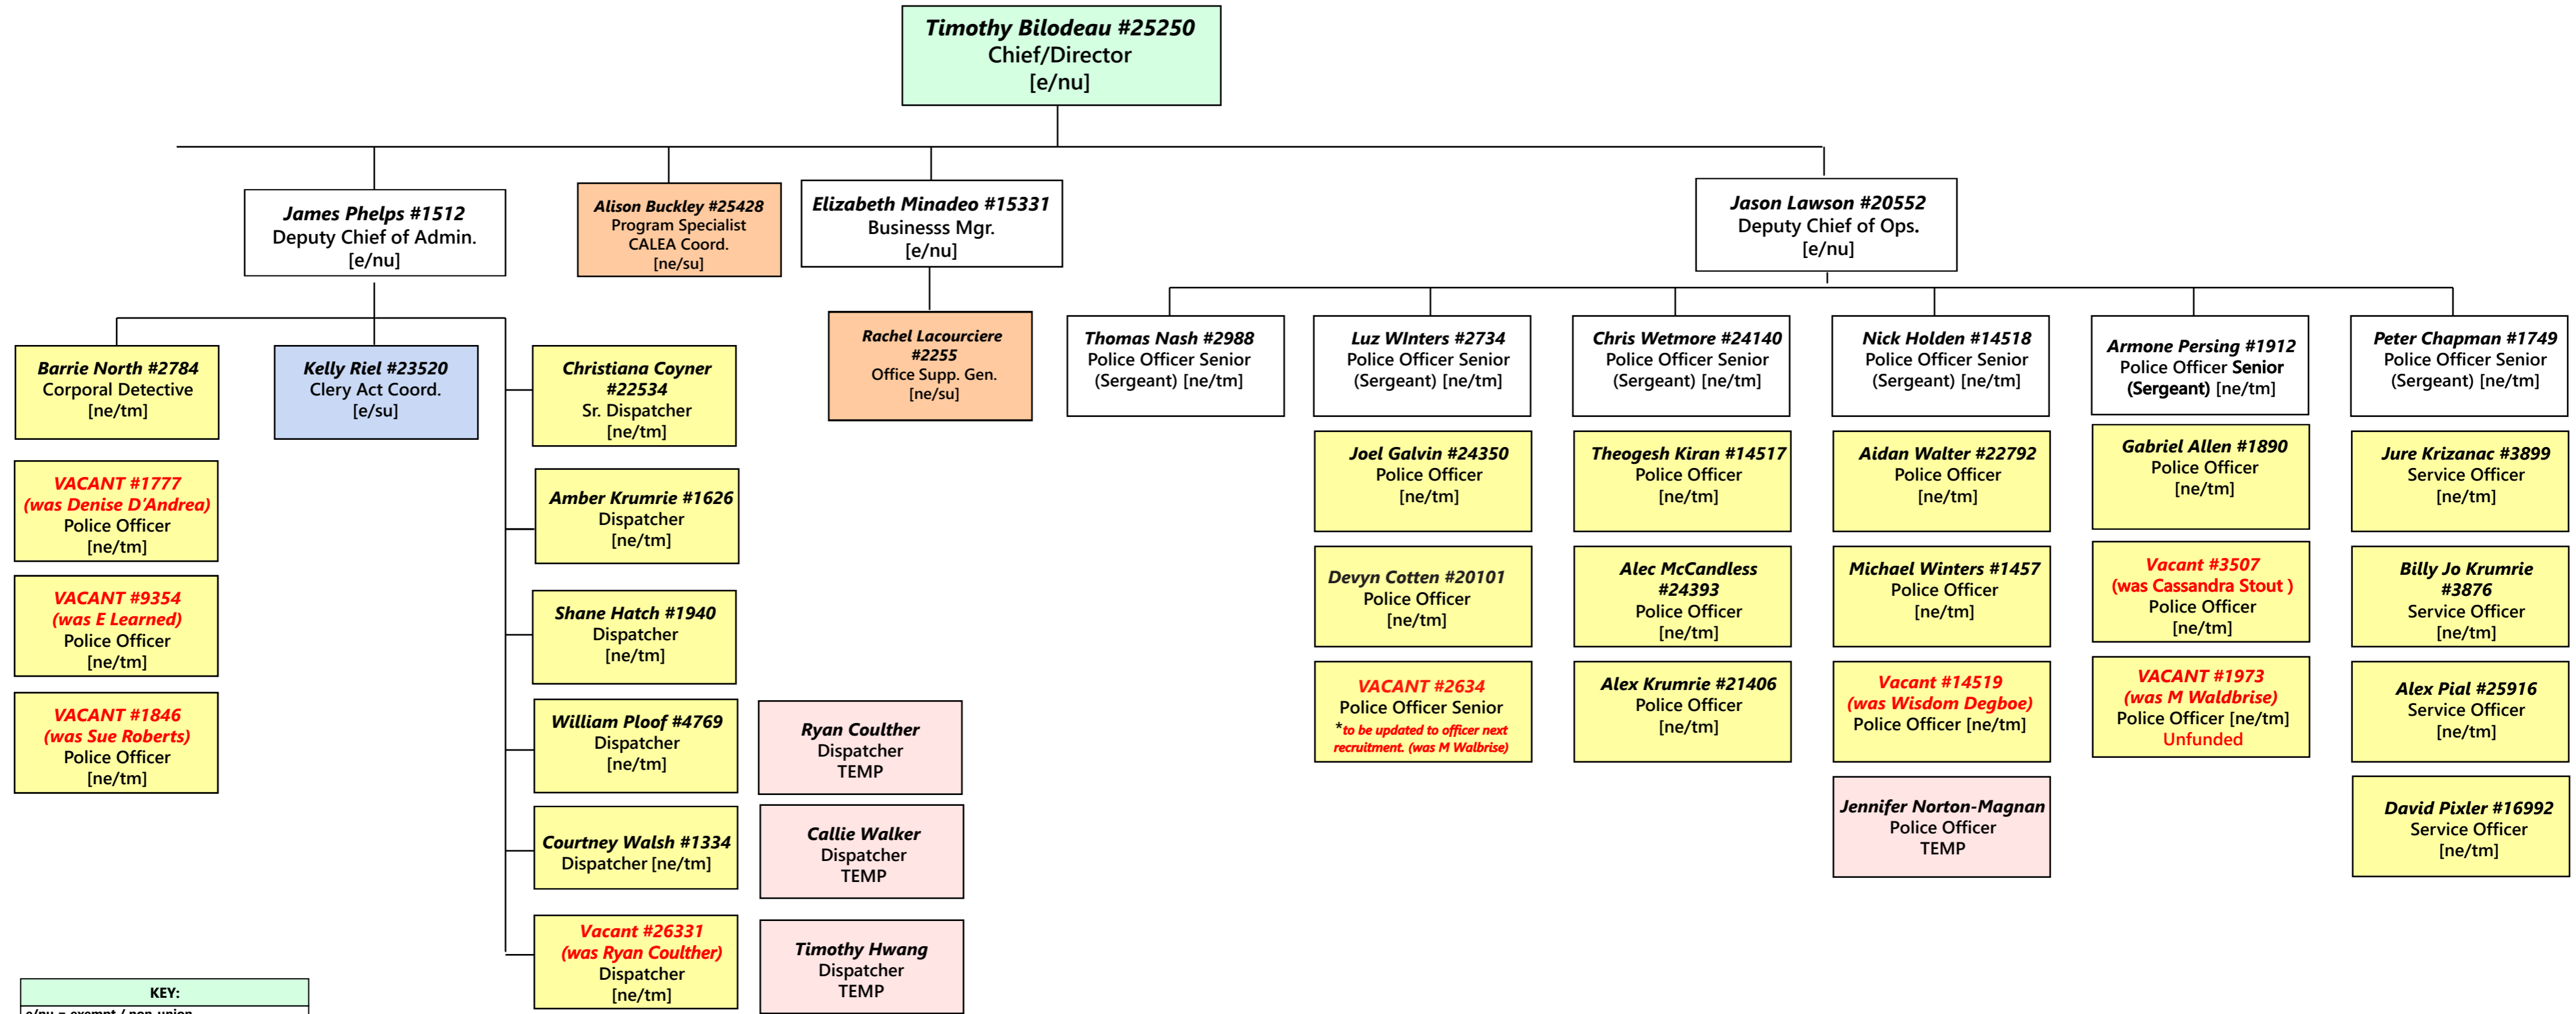 Timothy Bilodeau #25250
Chief/Director
[e/nu]
James Phelps #1512
Deputy Chief of Admin.
[e/nu]
Alison Buckley #25428
Program Specialist
CALEA Coord.
[ne/su]
Elizabeth Minadeo #15331
Businesss Mgr.
[e/nu]
Jason Lawson #20552
Deputy Chief of Ops.
[e/nu]
Barrie North #2784
Corporal Detective
[ne/tm]
VACANT #1777
(was Denise D'Andrea)
Police Officer
[ne/tm]
VACANT #9354
(was E Learned)
Police Officer
[ne/tm]
VACANT #1846
(was Sue Roberts)
Police Officer
[ne/tm]
Kelly Riel #23520
Clery Act Coord.
[e/su]
Christiana Coyner
#22534
Sr. Dispatcher
[ne/tm]
Amber Krumrie #1626
Dispatcher
[ne/tm]
Shane Hatch #1940
Dispatcher
[ne/tm]
William Ploof #4769
Dispatcher
[ne/tm]
Courtney Walsh #1334
Dispatcher [ne/tm]
Vacant #26331
(was Ryan Coulther)
Dispatcher
[ne/tm]
Ryan Coulther
Dispatcher
TEMP
Callie Walker
Dispatcher
TEMP
Timothy Hwang
Dispatcher
TEMP
Rachel Lacourciere
#2255
Office Supp. Gen.
[ne/su]
Thomas Nash #2988
Police Officer Senior
(Sergeant) [ne/tm]
Luz WInters #2734
Police Officer Senior
(Sergeant) [ne/tm]
Joel Galvin #24350
Police Officer
[ne/tm]
Devyn Cotten #20101
Police Officer
[ne/tm]
VACANT #2634
Police Officer Senior
*to be updated to officer next
recruitment. (was M Walbrise)
Chris Wetmore #24140
Police Officer Senior
(Sergeant) [ne/tm]
Theogesh Kiran #14517
Police Officer
[ne/tm]
Alec McCandless
#24393
Police Officer
[ne/tm]
Alex Krumrie #21406
Police Officer
[ne/tm]
Nick Holden #14518
Police Officer Senior
(Sergeant) [ne/tm]
Aidan Walter #22792
Police Officer
[ne/tm]
Michael Winters #1457
Police Officer
[ne/tm]
Vacant #14519
(was Wisdom Degboe)
Police Officer [ne/tm]
Jennifer Norton-Magnan
Police Officer
TEMP
Armone Persing #1912
Police Officer Senior
(Sergeant) [ne/tm]
Gabriel Allen #1890
Police Officer
[ne/tm]
Vacant #3507
(was Cassandra Stout )
Police Officer
[ne/tm]
VACANT #1973
(was M Waldbrise)
Police Officer [ne/tm]
Unfunded
Peter Chapman #1749
Police Officer Senior
(Sergeant) [ne/tm]
Jure Krizanac #3899
Service Officer
[ne/tm]
Billy Jo Krumrie
#3876
Service Officer
[ne/tm]
Alex Pial #25916
Service Officer
[ne/tm]
David Pixler #16992
Service Officer
[ne/tm]
KEY:
e/nu = exempt / non-union